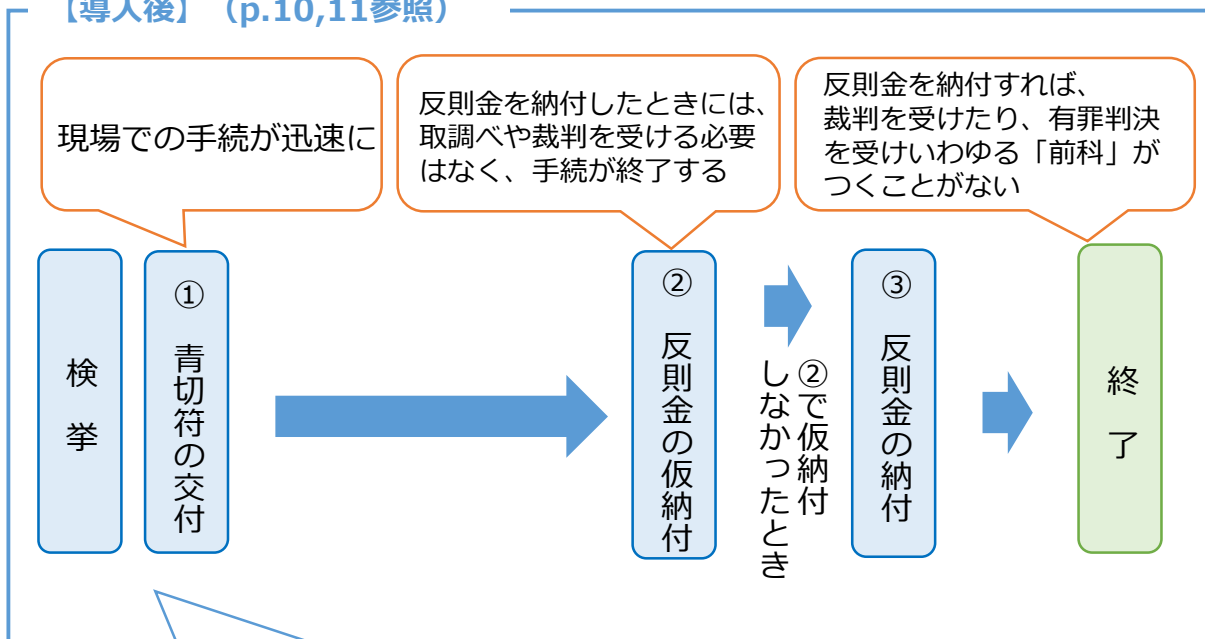 【導入後】（p.10,11参照）
現場での手続が迅速に
反則金を納付したときには、
取調べや裁判を受ける必要
はなく、手続が終了する
反則金を納付すれば、
裁判を受けたり、有罪判決
を受けいわゆる「前科」が
つくことがない
検挙
① 青切符の交付
② 反則金の仮納付
②で仮納付
しなかったとき
③ 反則金の納付
終了